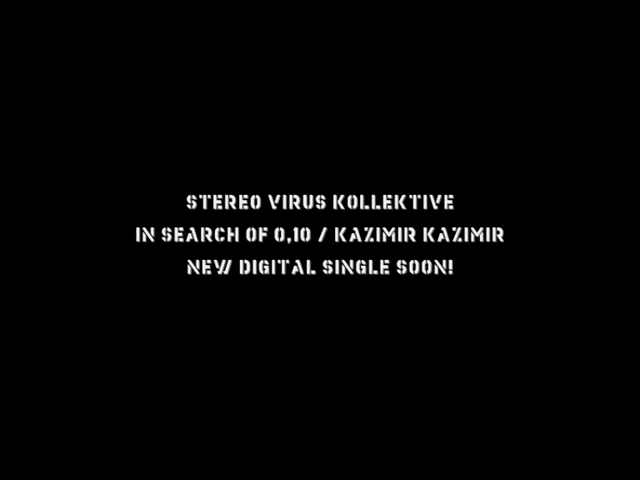 STEREO VIRUS KOLLEKTIVE
IN SEARCH OF 0,10 / KAZIMIR KAZIMIR
NEW DIGITAL SINGLE SOON!